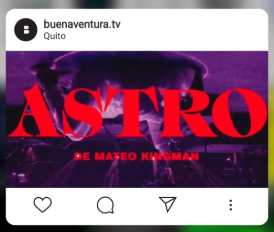 buenaventura.tv
Quito
ASTRO
DE MATEO KINGMAN